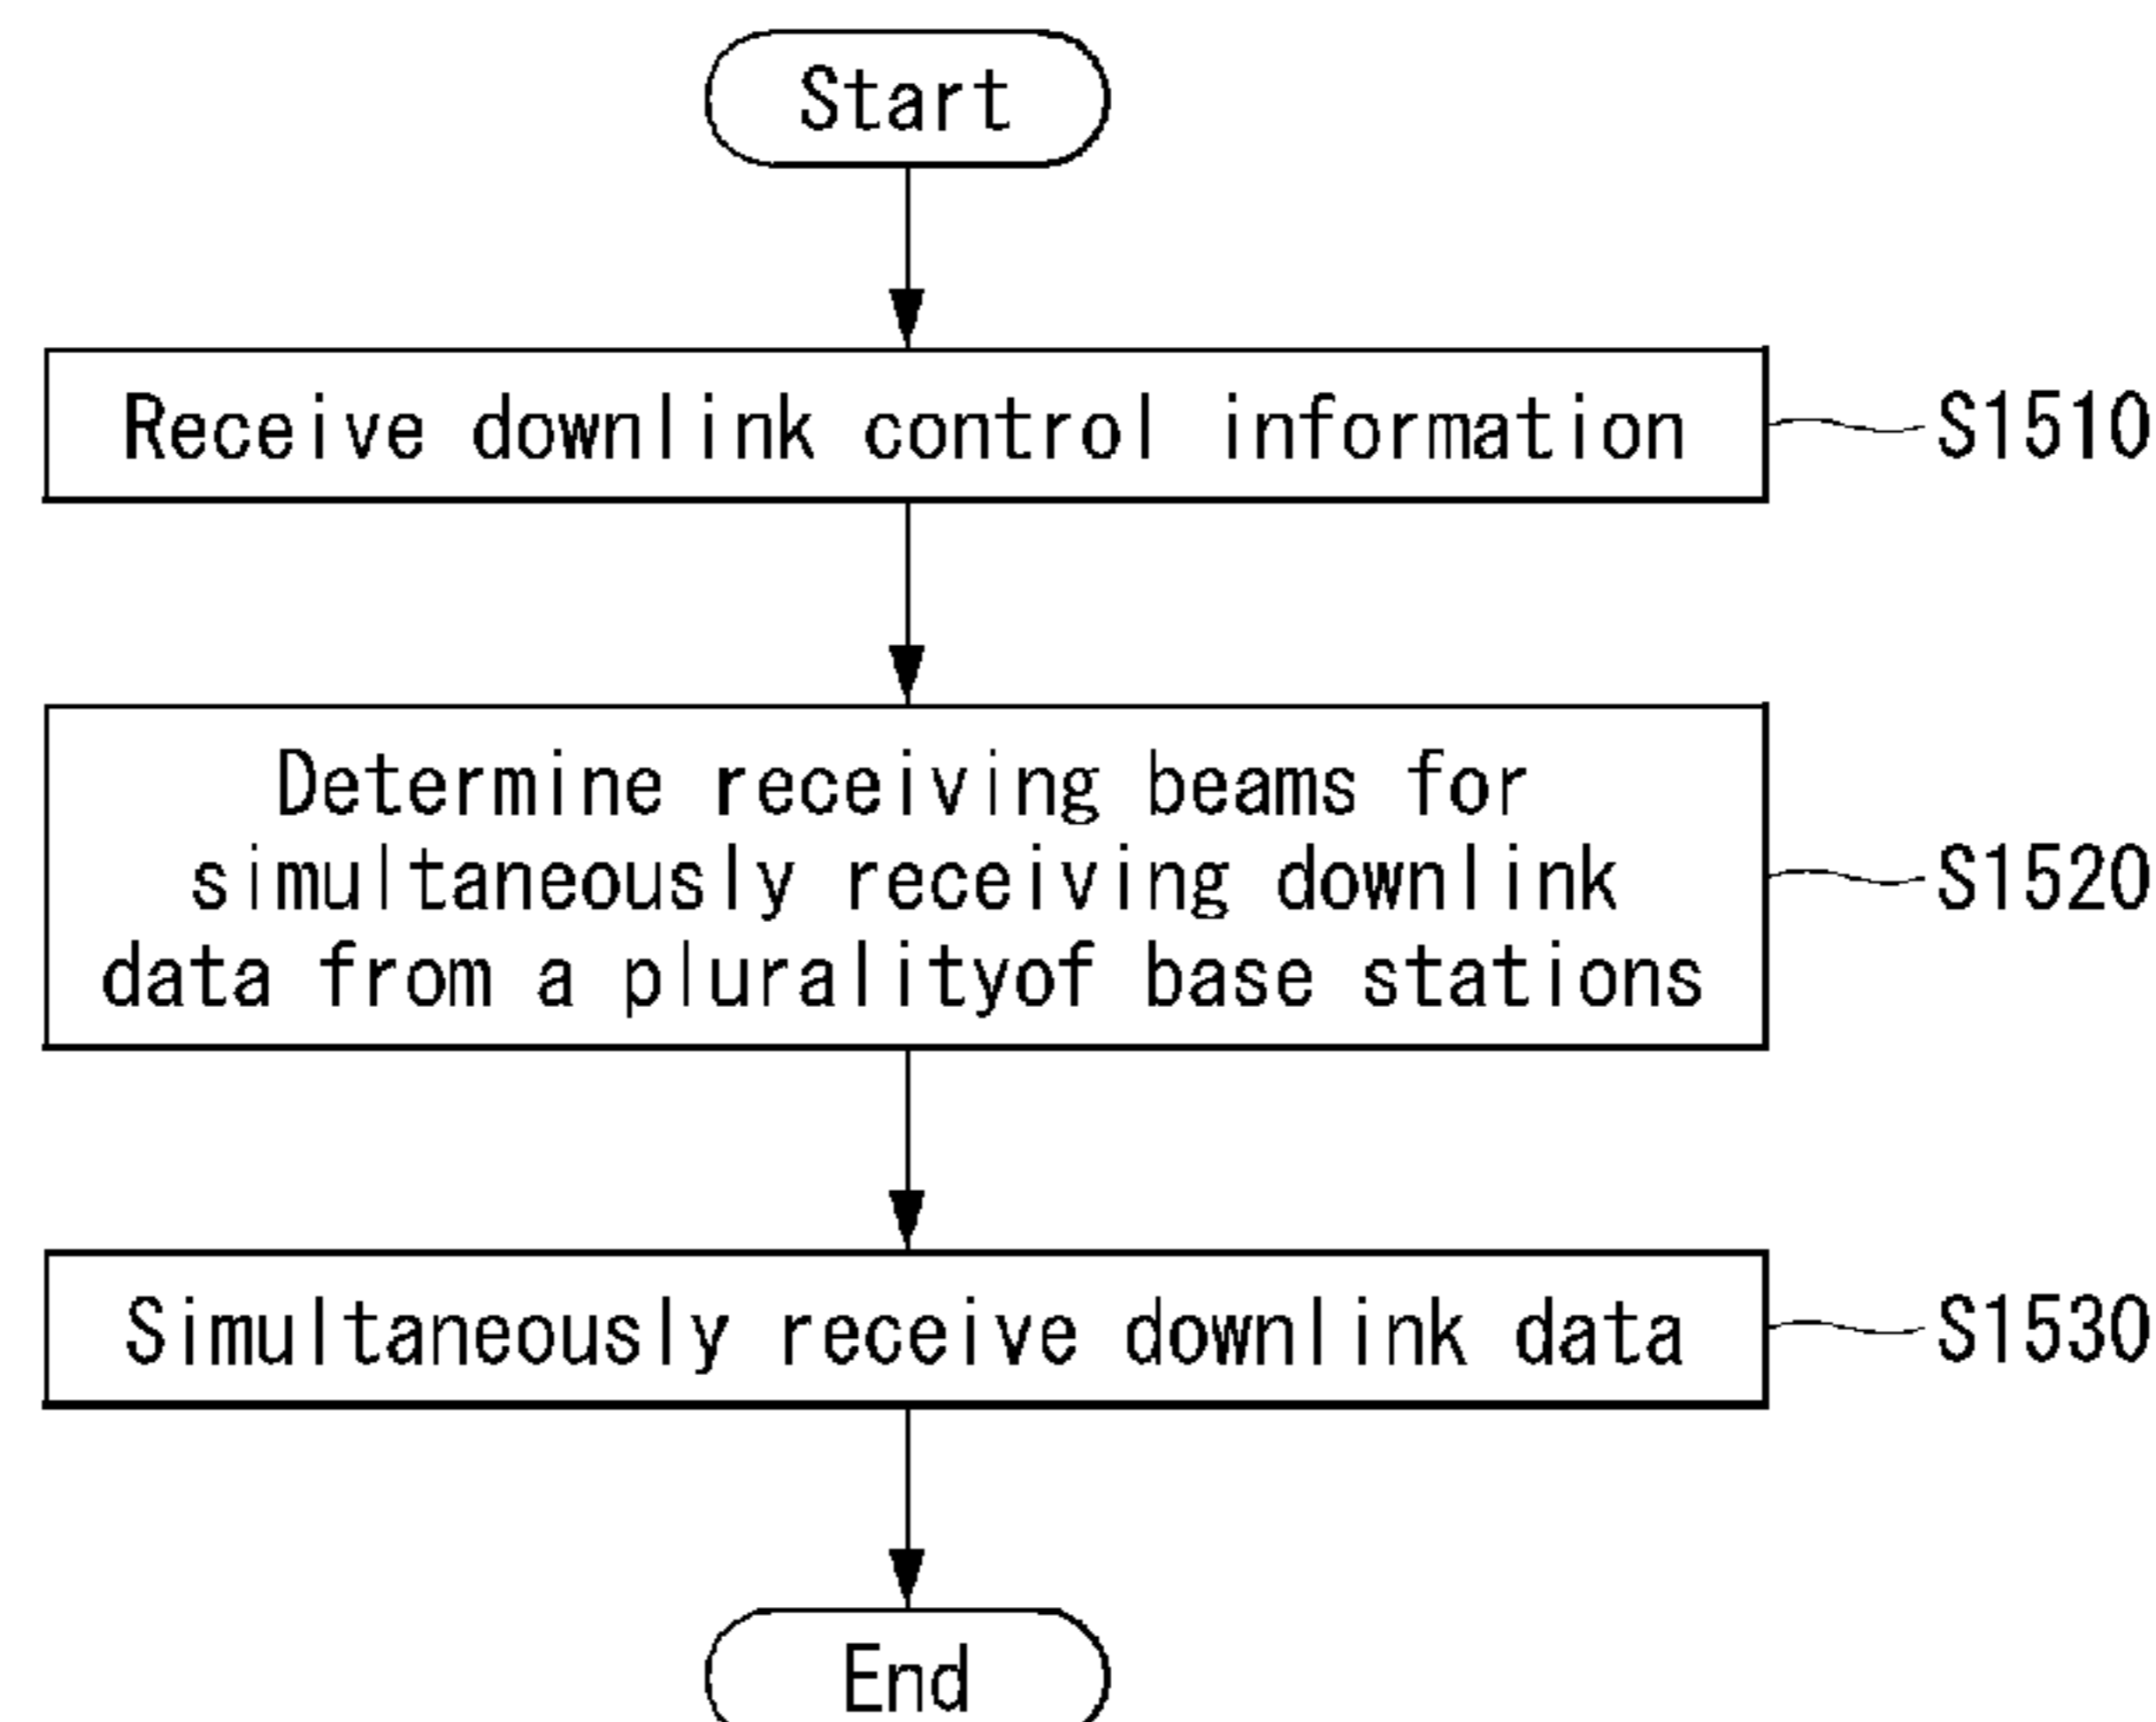 Start
Receive downlink control information
S1510
Determine receiving beams for
simultaneously receiving downlink
data from a pluralityof base stations
S1520
Simultaneously receive downlink data
S1530
End